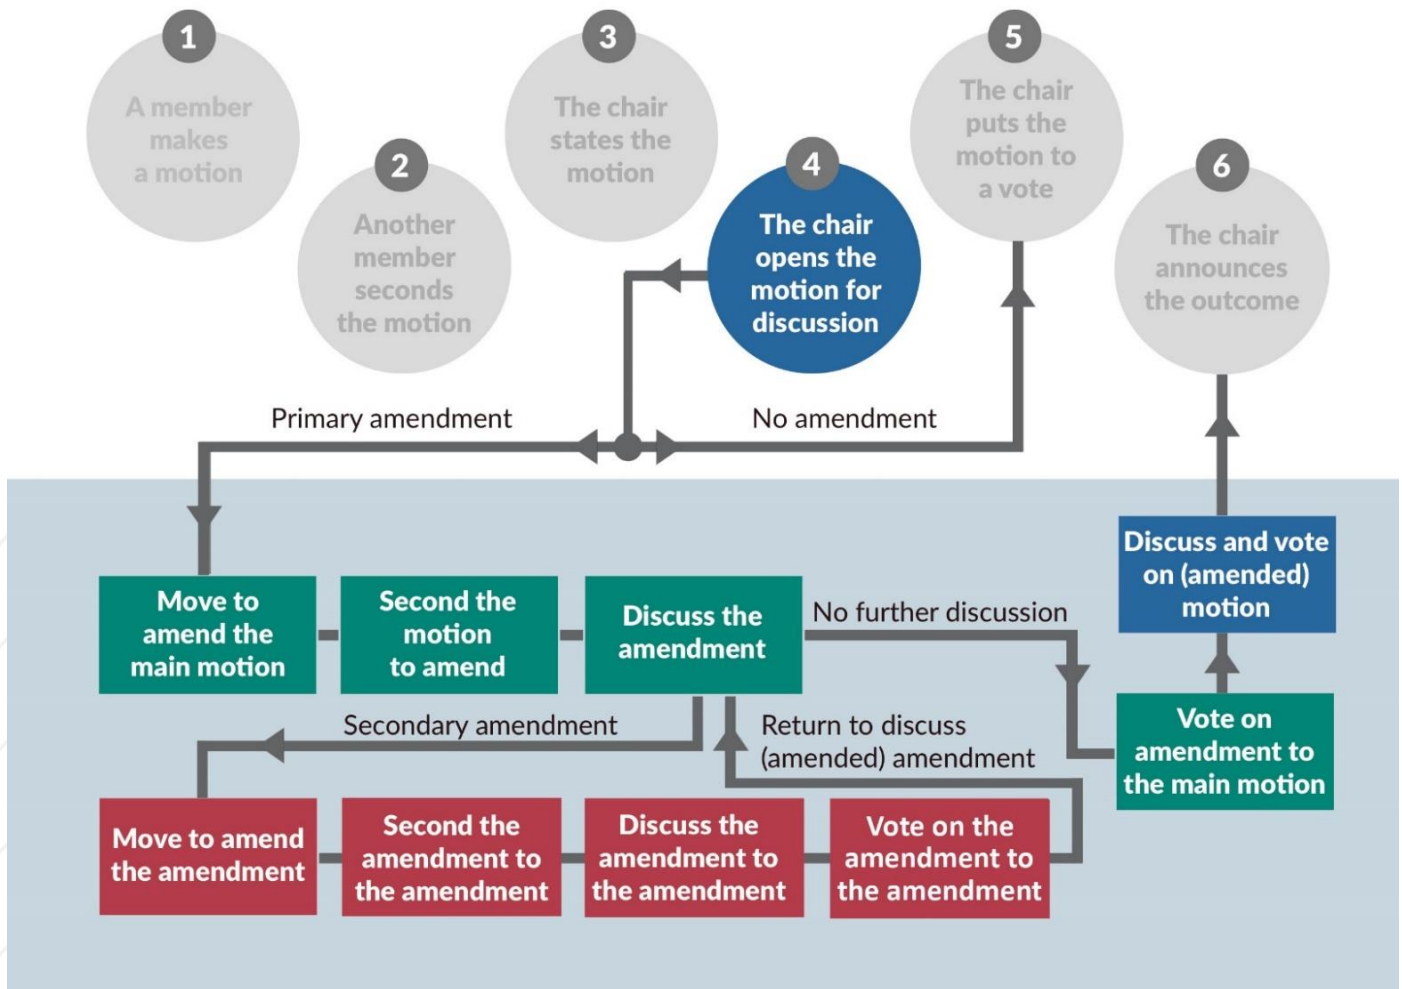 1
A member
makes
a motion
2
Another
member
seconds
the motion
3
The chair
states the
motion
4
The chair
opens the
motion for
discussion
5
The chair
puts the
motion to
a vote
6
The chair
announces
the outcome
Primary amendment
No amendment
Move to
amend the
main motion
Second the
motion
to amend
Discuss the
amendment
No further discussion
Discuss and vote
on (amended)
motion
Vote on
amendment to
the main motion
Secondary amendment
Return to discuss
(amended) amendment
Move to amend
the amendment
Second the
amendment to
the amendment
Discuss the
amendment to
the amendment
Vote on the
amendment to
the amendment